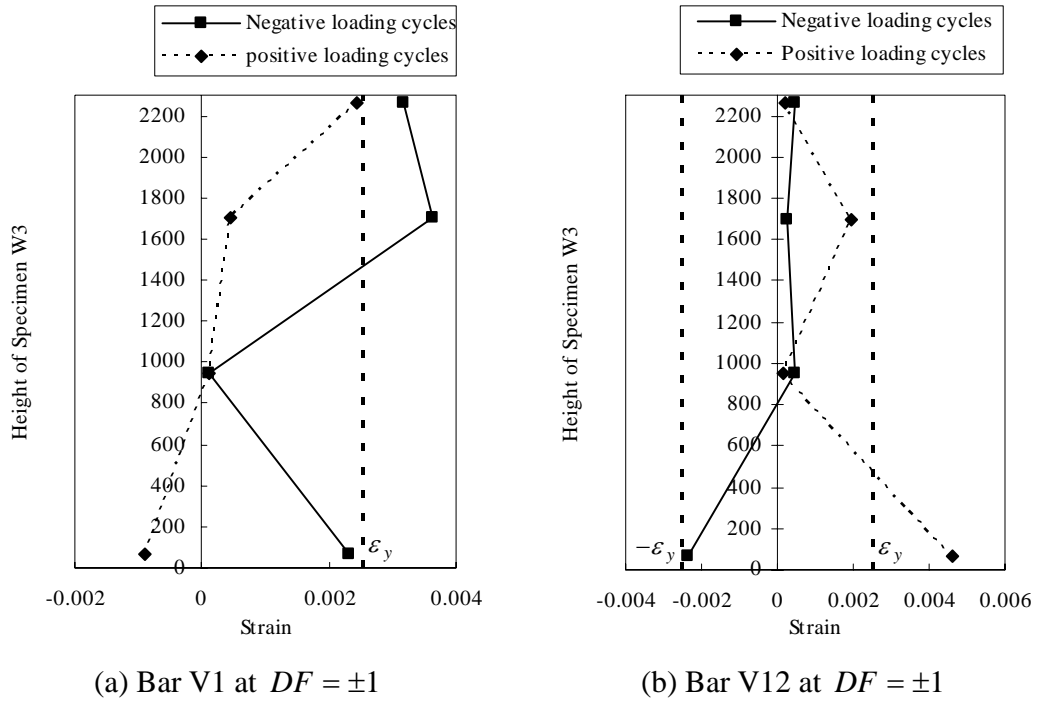 Negative loading cycles
positive loading cycles
Height of Specimen W3
2200
2000
1800
1600
1400
1200
1000
800
600
400
200
0
ε_y
-0.002 0 0.002 0.004
Strain
(a) Bar V1 at DF = ±1
Negative loading cycles
Positive loading cycles
Height of Specimen W3
2200
2000
1800
1600
1400
1200
1000
800
600
400
200
0
−ε_y ε_y
-0.004 -0.002 0 0.002 0.004 0.006
Strain
(b) Bar V12 at DF = ±1